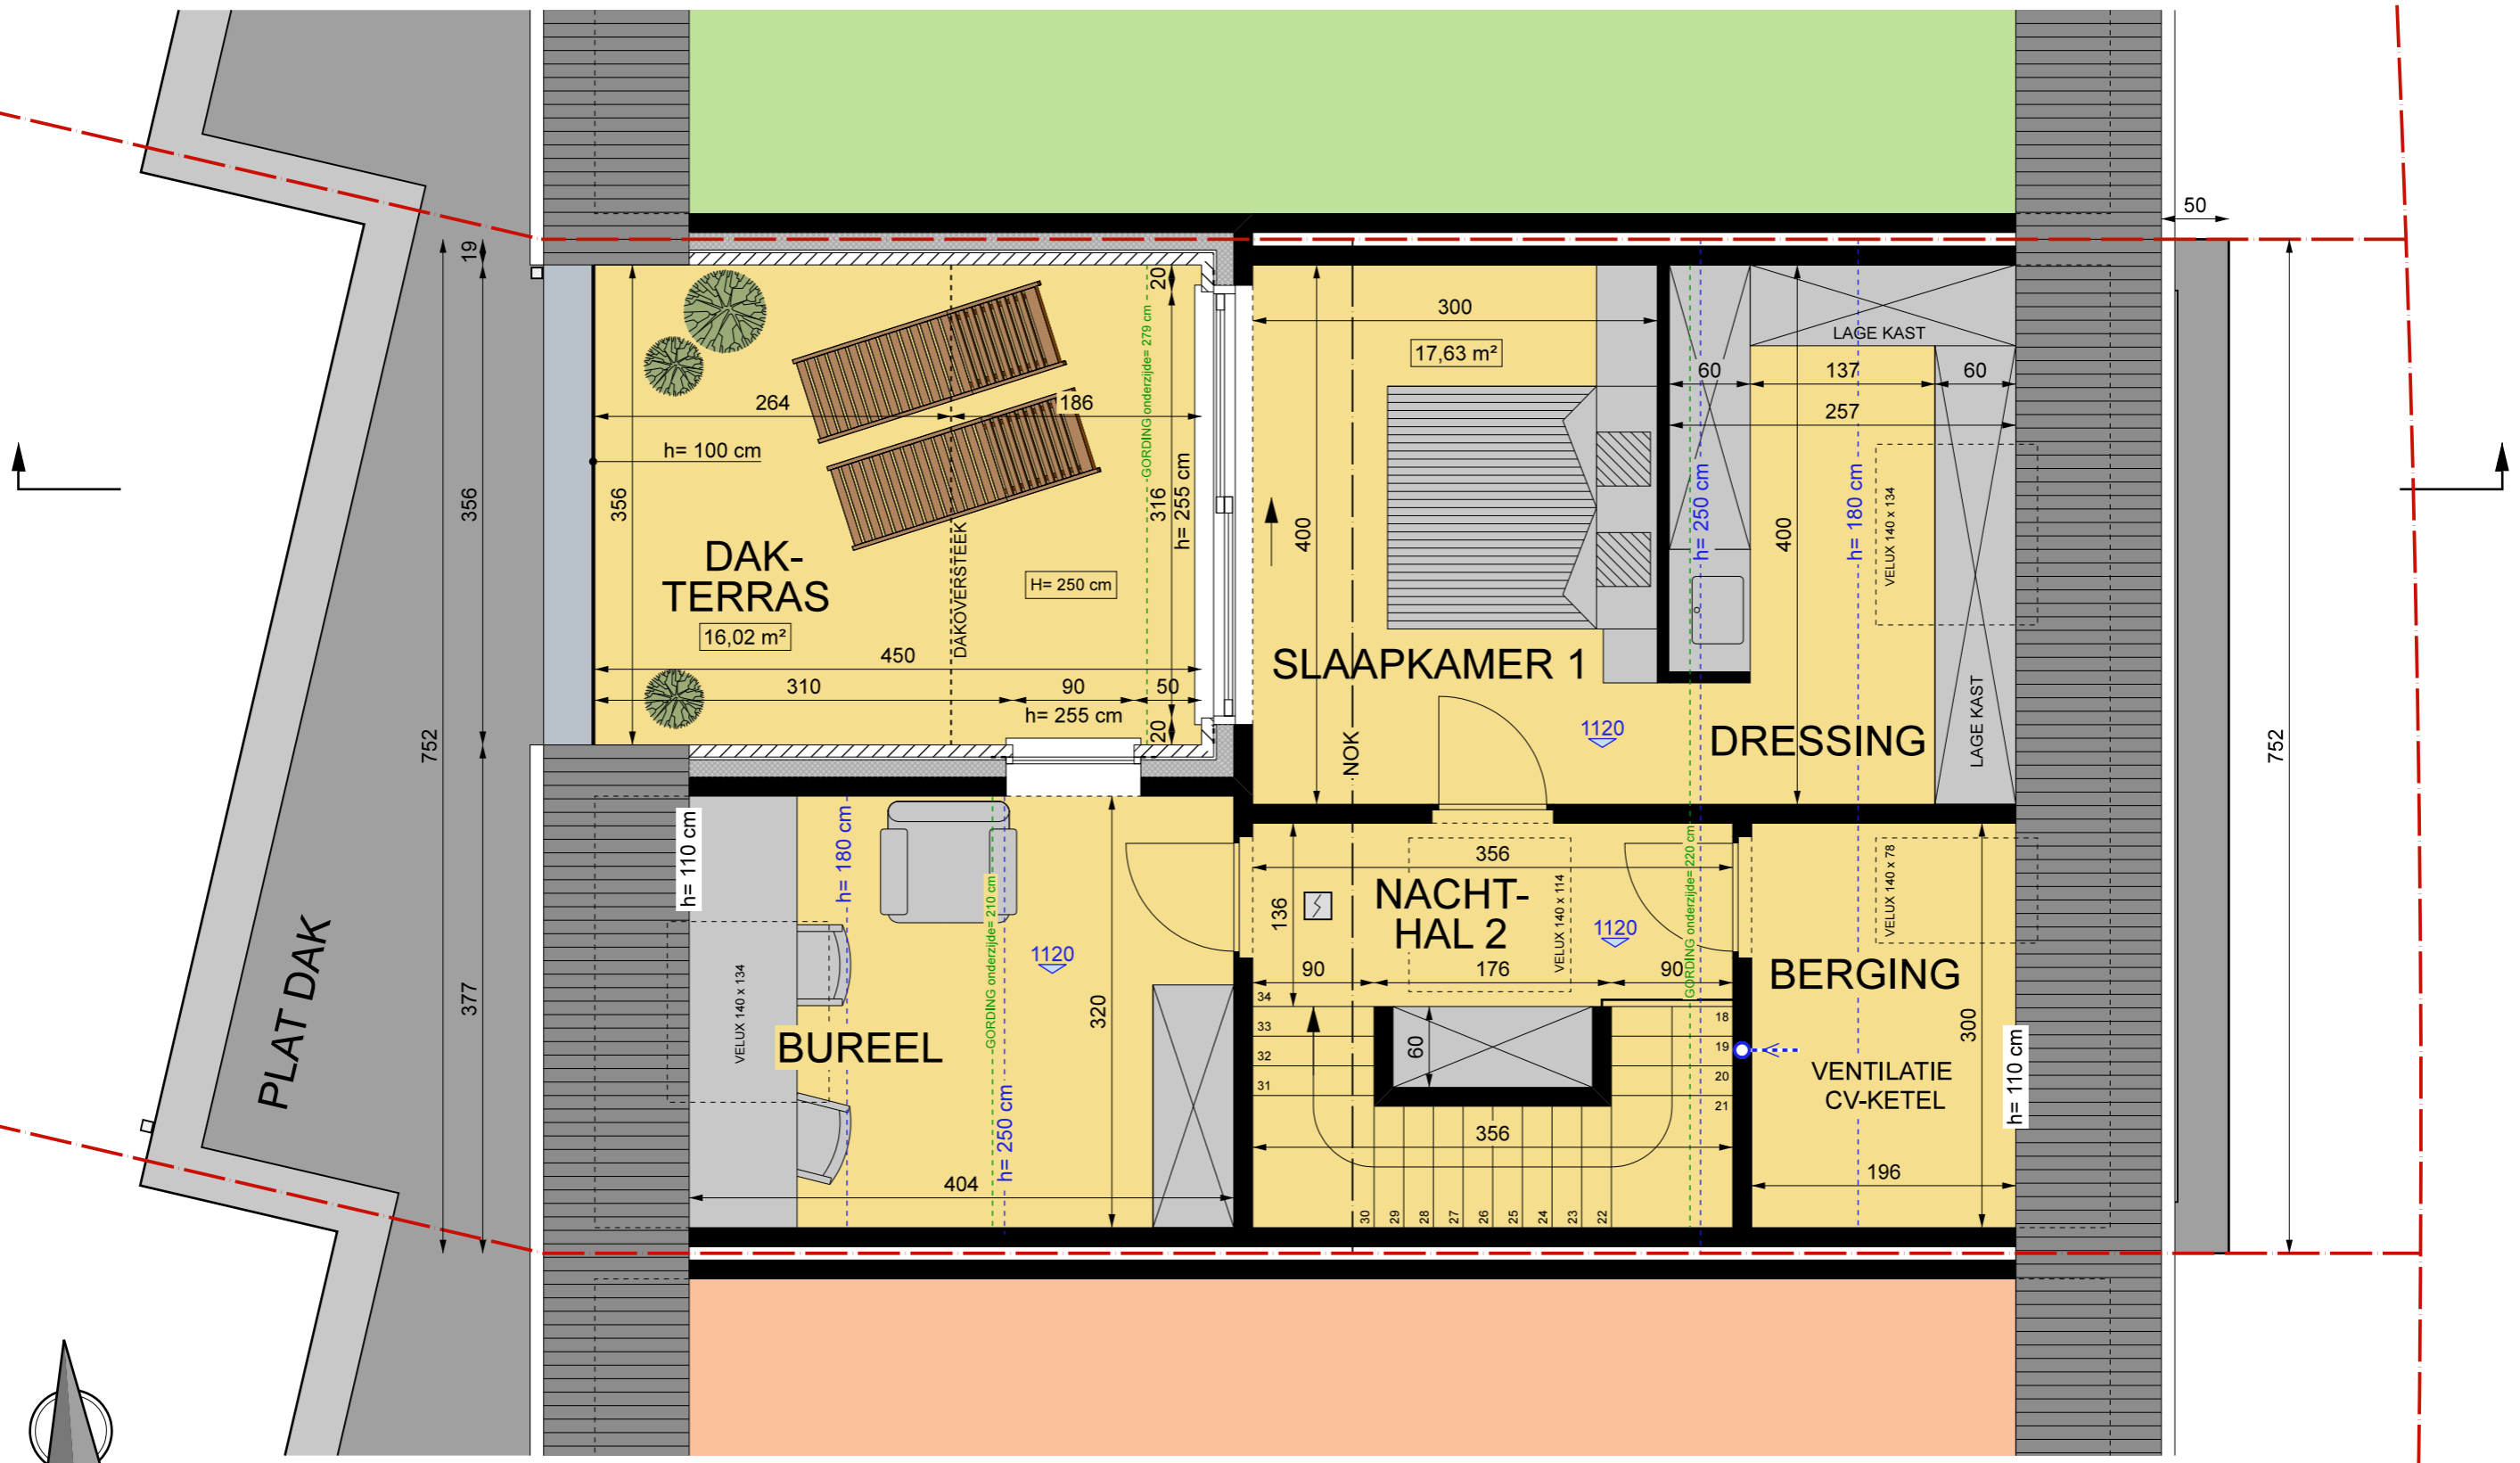 50
19
20
GORDING onderzijde= 279 cm
300
17,63 m²
LAGE KAST
60
137
60
257
264
186
h= 100 cm
356
356
316
h= 255 cm
400
h= 250 cm
400
h= 180 cm
VELUX 140 x 134
DAK-
TERRAS
16,02 m²
H= 250 cm
DAKOVERSTEEK
450
310
90
50
h= 255 cm
20
SLAAPKAMER 1
NOK
1120
DRESSING
LAGE KAST
752
752
377
PLAT DAK
h= 110 cm
h= 180 cm
VELUX 140 x 134
GORDING onderzijde= 210 cm
h= 250 cm
1120
BUREEL
320
404
356
136
NACHT-
HAL 2
VELUX 140 x 114
1120
GORDING onderzijde= 220 cm
90
176
90
34
33
32
31
60
18
19
20
21
356
30
29
28
27
26
25
24
23
22
VELUX 140 x 78
BERGING
300
h= 110 cm
VENTILATIE
CV-KETEL
196